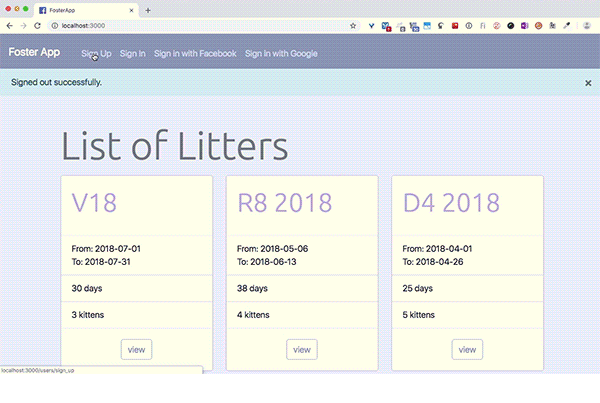 FosterApp
localhost:3000
Foster App Sign Up Sign In Sign in with Facebook Sign in with Google
Signed out successfully.
List of Litters
V18
From: 2018-07-01
To: 2018-07-31
30 days
3 kittens
view
R8 2018
From: 2018-05-06
To: 2018-06-13
38 days
4 kittens
view
D4 2018
From: 2018-04-01
To: 2018-04-26
25 days
5 kittens
view
localhost:3000/users/sign_up